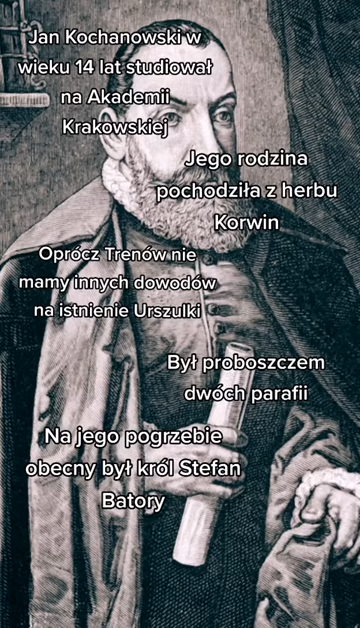 Jan Kochanowski w
wieku 14 lat studiował
na Akademii
Krakowskiej
Jego rodzina
pochodziła z herbu
Korwin
Oprócz Trenów nie
mamy innych dowodów
na istnienie Urszulki
Był proboszczem
dwóch parafii
Na jego pogrzebie
obecny był król Stefan
Batory